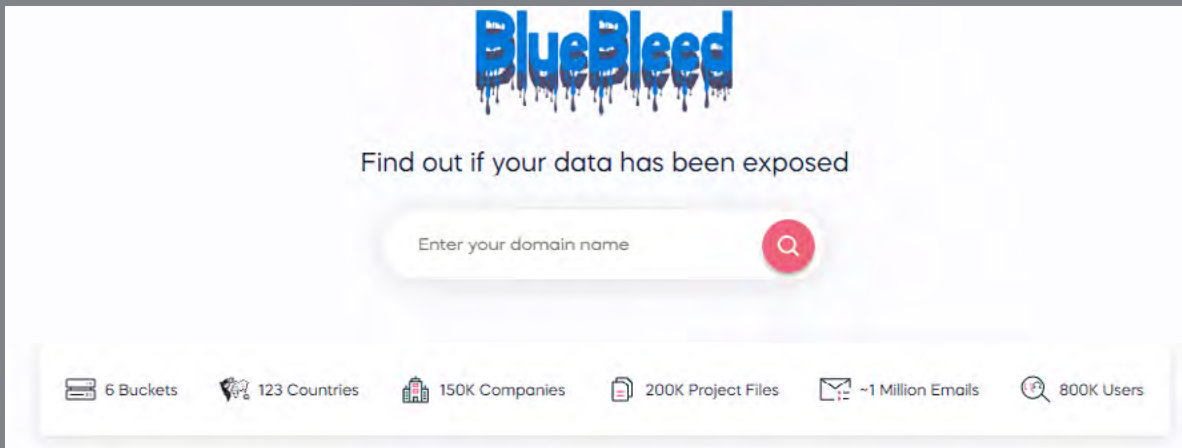 BlueBleed
Find out if your data has been exposed
Enter your domain name
6 Buckets 123 Countries 150K Companies 200K Project Files ~1 Million Emails 800K Users